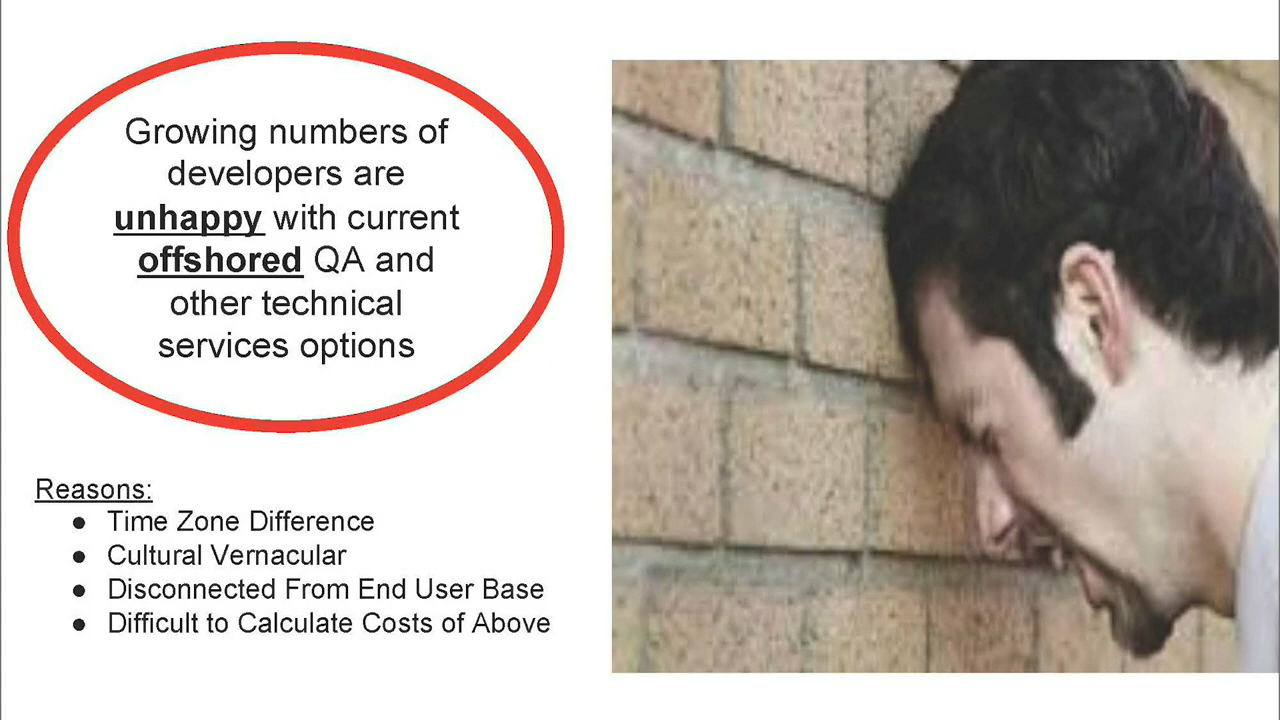 Growing numbers of
developers are
unhappy with current
offshored QA and
other technical
services options
Reasons:
● Time Zone Difference
● Cultural Vernacular
● Disconnected From End User Base
● Difficult to Calculate Costs of Above